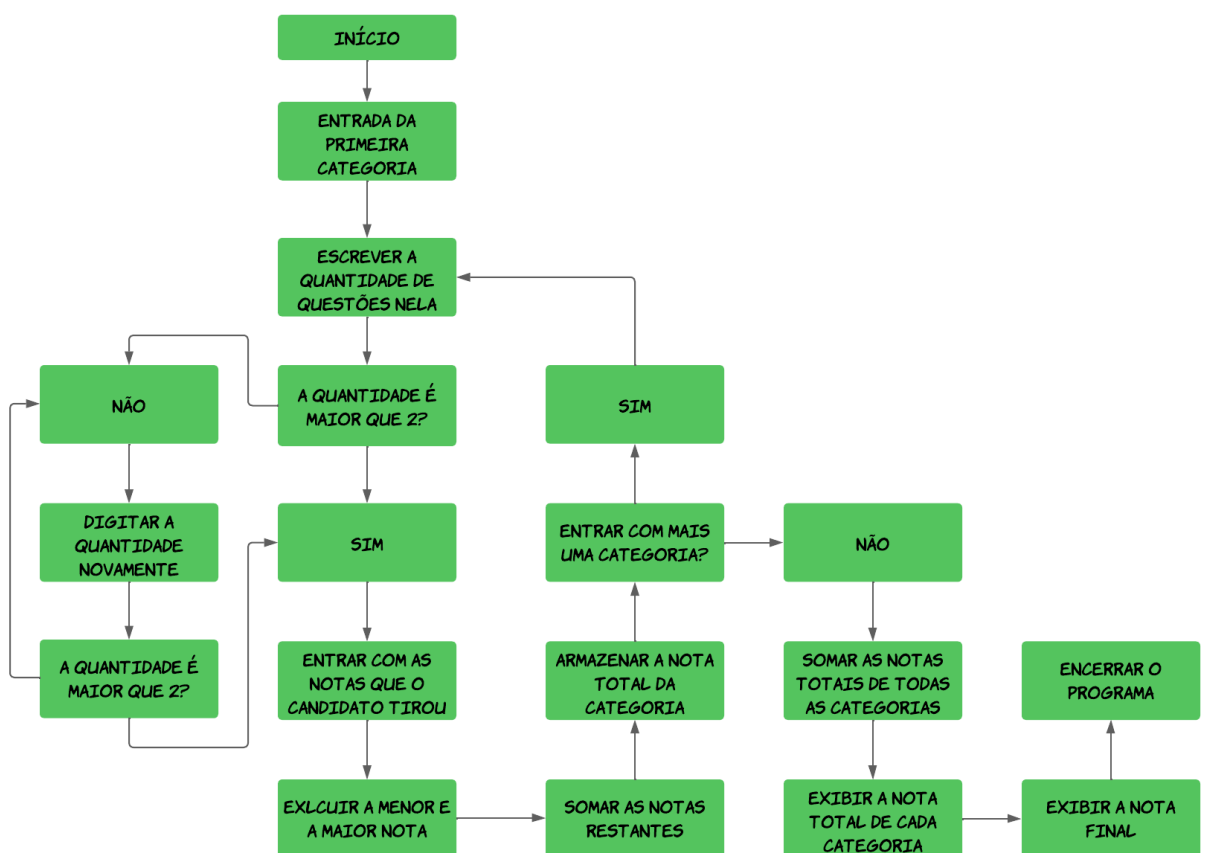 INÍCIO
ENTRADA DA
PRIMEIRA
CATEGORIA
ESCREVER A
QUANTIDADE DE
QUESTÕES NELA
NÃO
A QUANTIDADE É
MAIOR QUE 2?
SIM
DIGITAR A
QUANTIDADE
NOVAMENTE
SIM
ENTRAR COM MAIS
UMA CATEGORIA?
NÃO
A QUANTIDADE É
MAIOR QUE 2?
ENTRAR COM AS
NOTAS QUE O
CANDIDATO TIROU
ARMAZENAR A NOTA
TOTAL DA
CATEGORIA
SOMAR AS NOTAS
TOTAIS DE TODAS
AS CATEGORIAS
ENCERRAR O
PROGRAMA
EXLCUIR A MENOR E
A MAIOR NOTA
SOMAR AS NOTAS
RESTANTES
EXIBIR A NOTA
TOTAL DE CADA
CATEGORIA
EXIBIR A NOTA
FINAL